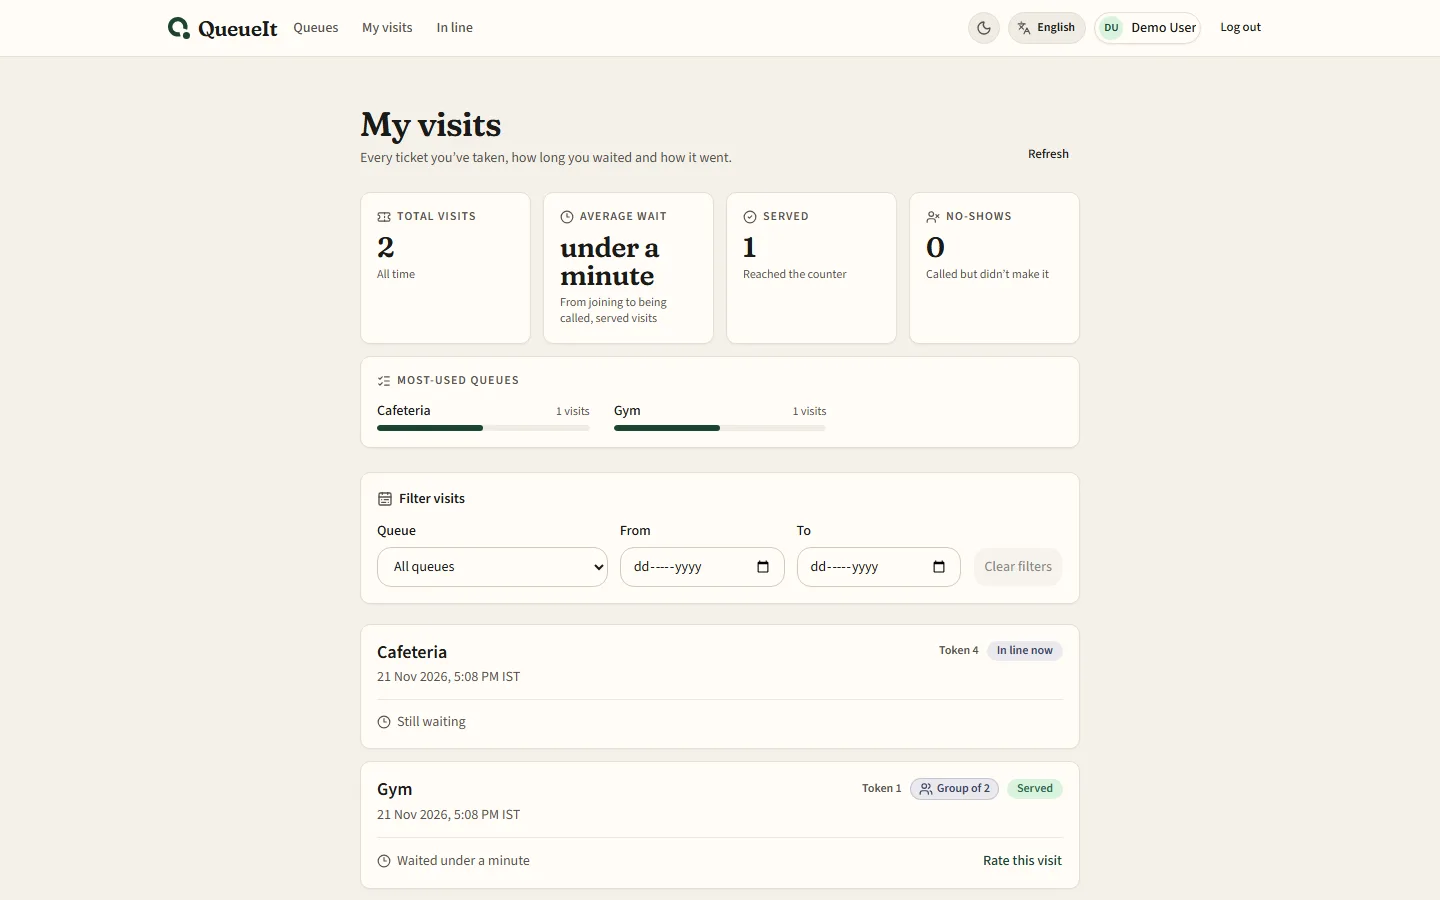 QueueIt
Queues
My visits
In line
English
DU
Demo User
Log out
My visits
Every ticket you’ve taken, how long you waited and how it went.
Refresh
TOTAL VISITS
2
All time
AVERAGE WAIT
under a
minute
From joining to being
called, served visits
SERVED
1
Reached the counter
NO-SHOWS
0
Called but didn’t make it
MOST-USED QUEUES
Cafeteria
1 visits
Gym
1 visits
Filter visits
Queue
From
To
All queues
dd-----yyyy
dd-----yyyy
Clear filters
Cafeteria
Token 4
In line now
21 Nov 2026, 5:08 PM IST
Still waiting
Gym
Token 1
Group of 2
Served
21 Nov 2026, 5:08 PM IST
Waited under a minute
Rate this visit